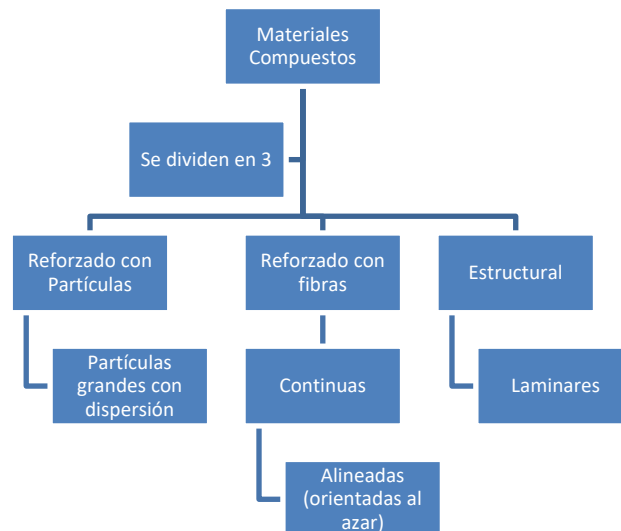 Materiales
Compuestos
Se dividen en 3
Reforzado con
Partículas
Reforzado con
fibras
Estructural
Partículas
grandes con
dispersión
Continuas
Laminares
Alineadas
(orientadas al
azar)